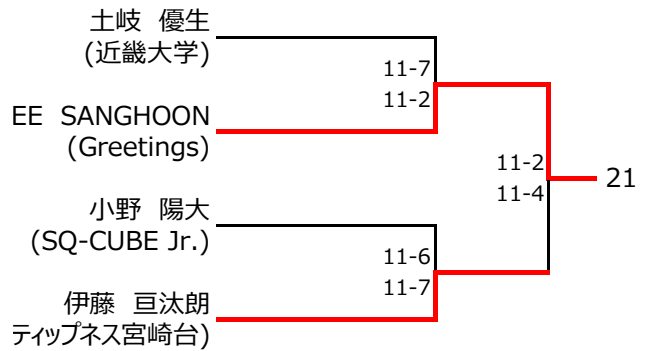 土岐 優生
(近畿大学)
11-7
11-2
EE SANGHOON
(Greetings)
11-2
11-4
21
小野 陽大
(SQ-CUBE Jr.)
11-6
11-7
伊藤 亘汰朗
ティップネス宮崎台)